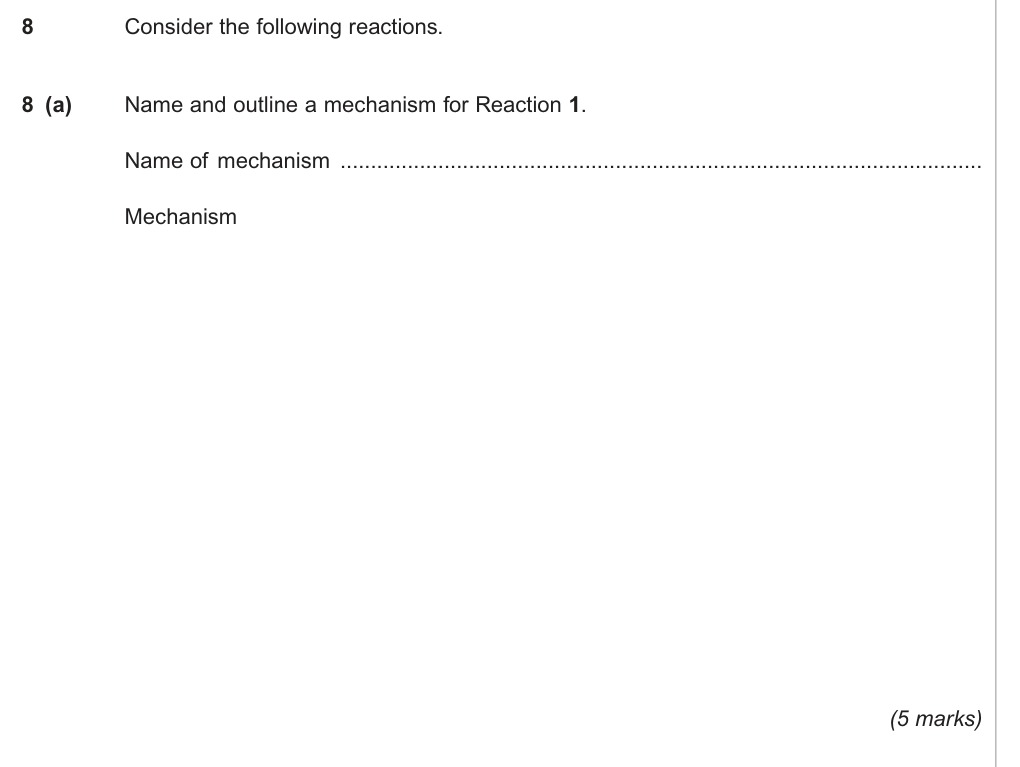 8 Consider the following reactions.
8 (a) Name and outline a mechanism for Reaction 1.
Name of mechanism ..........................................................................................................
Mechanism
(5 marks)